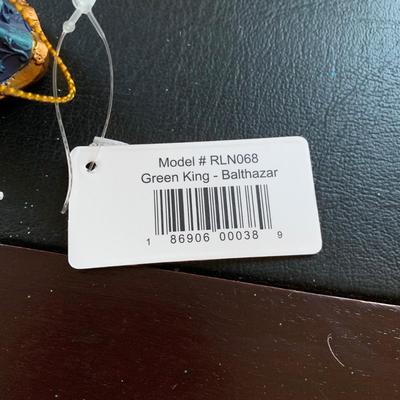 Model # RLN068
Green King - Balthazar
1 86906 00038 9